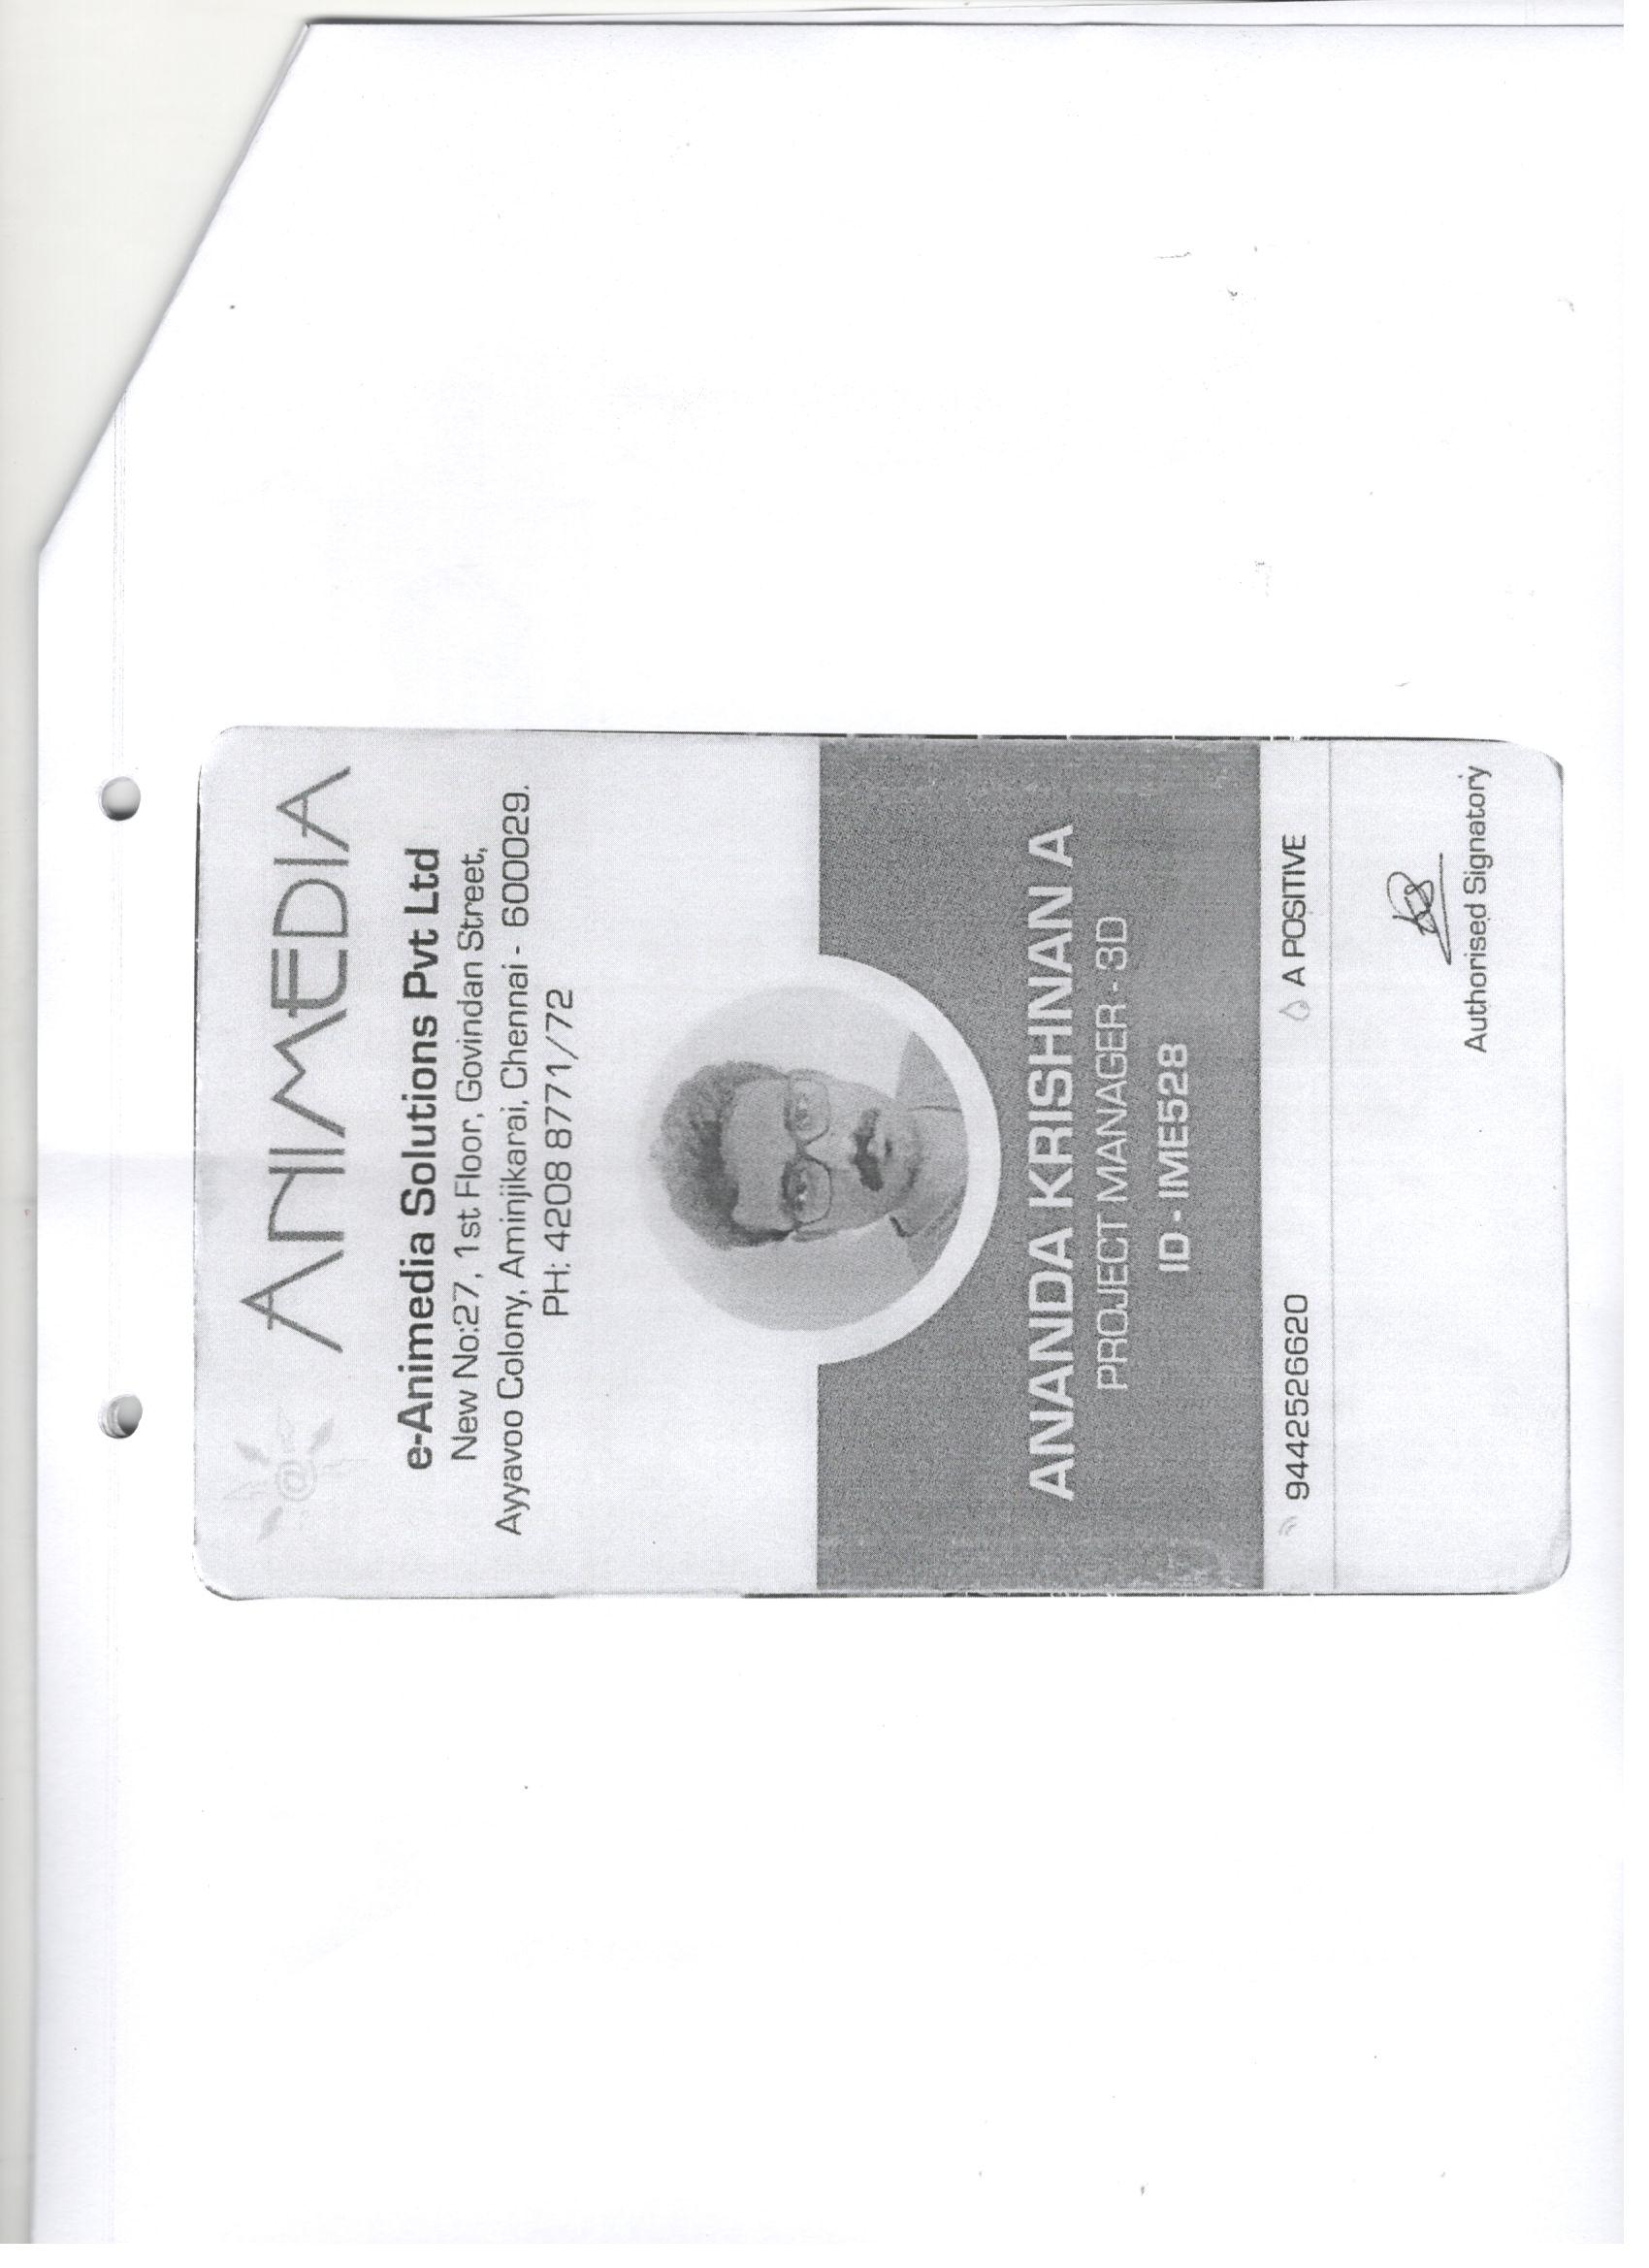 ANIMEDIA
e-Animedia Solutions Pvt Ltd
New No:27, 1st Floor, Govindan Street,
Ayyavoo Colony, Aminjikarai, Chennai - 600029.
PH: 4208 8771/72
ANANDA KRISHNAN A
PROJECT MANAGER - 3D
ID - IME528
9442526620 A POSITIVE
Authorised Signatory